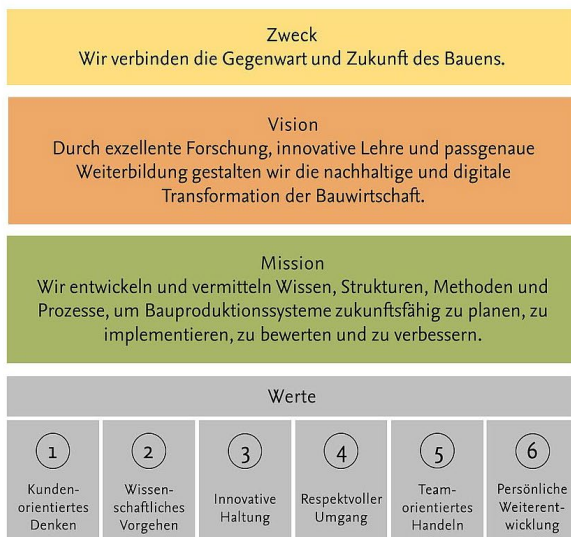 Zweck
Wir verbinden die Gegenwart und Zukunft des Bauens.
Vision
Durch exzellente Forschung, innovative Lehre und passgenaue
Weiterbildung gestalten wir die nachhaltige und digitale
Transformation der Bauwirtschaft.
Mission
Wir entwickeln und vermitteln Wissen, Strukturen, Methoden und
Prozesse, um Bauproduktionssysteme zukunftsfähig zu planen, zu
implementieren, zu bewerten und zu verbessern.
Werte
1
Kunden-
orientiertes
Denken
2
Wissen-
schaftliches
Vorgehen
3
Innovative
Haltung
4
Respektvoller
Umgang
5
Team-
orientiertes
Handeln
6
Persönliche
Weiterent-
wicklung